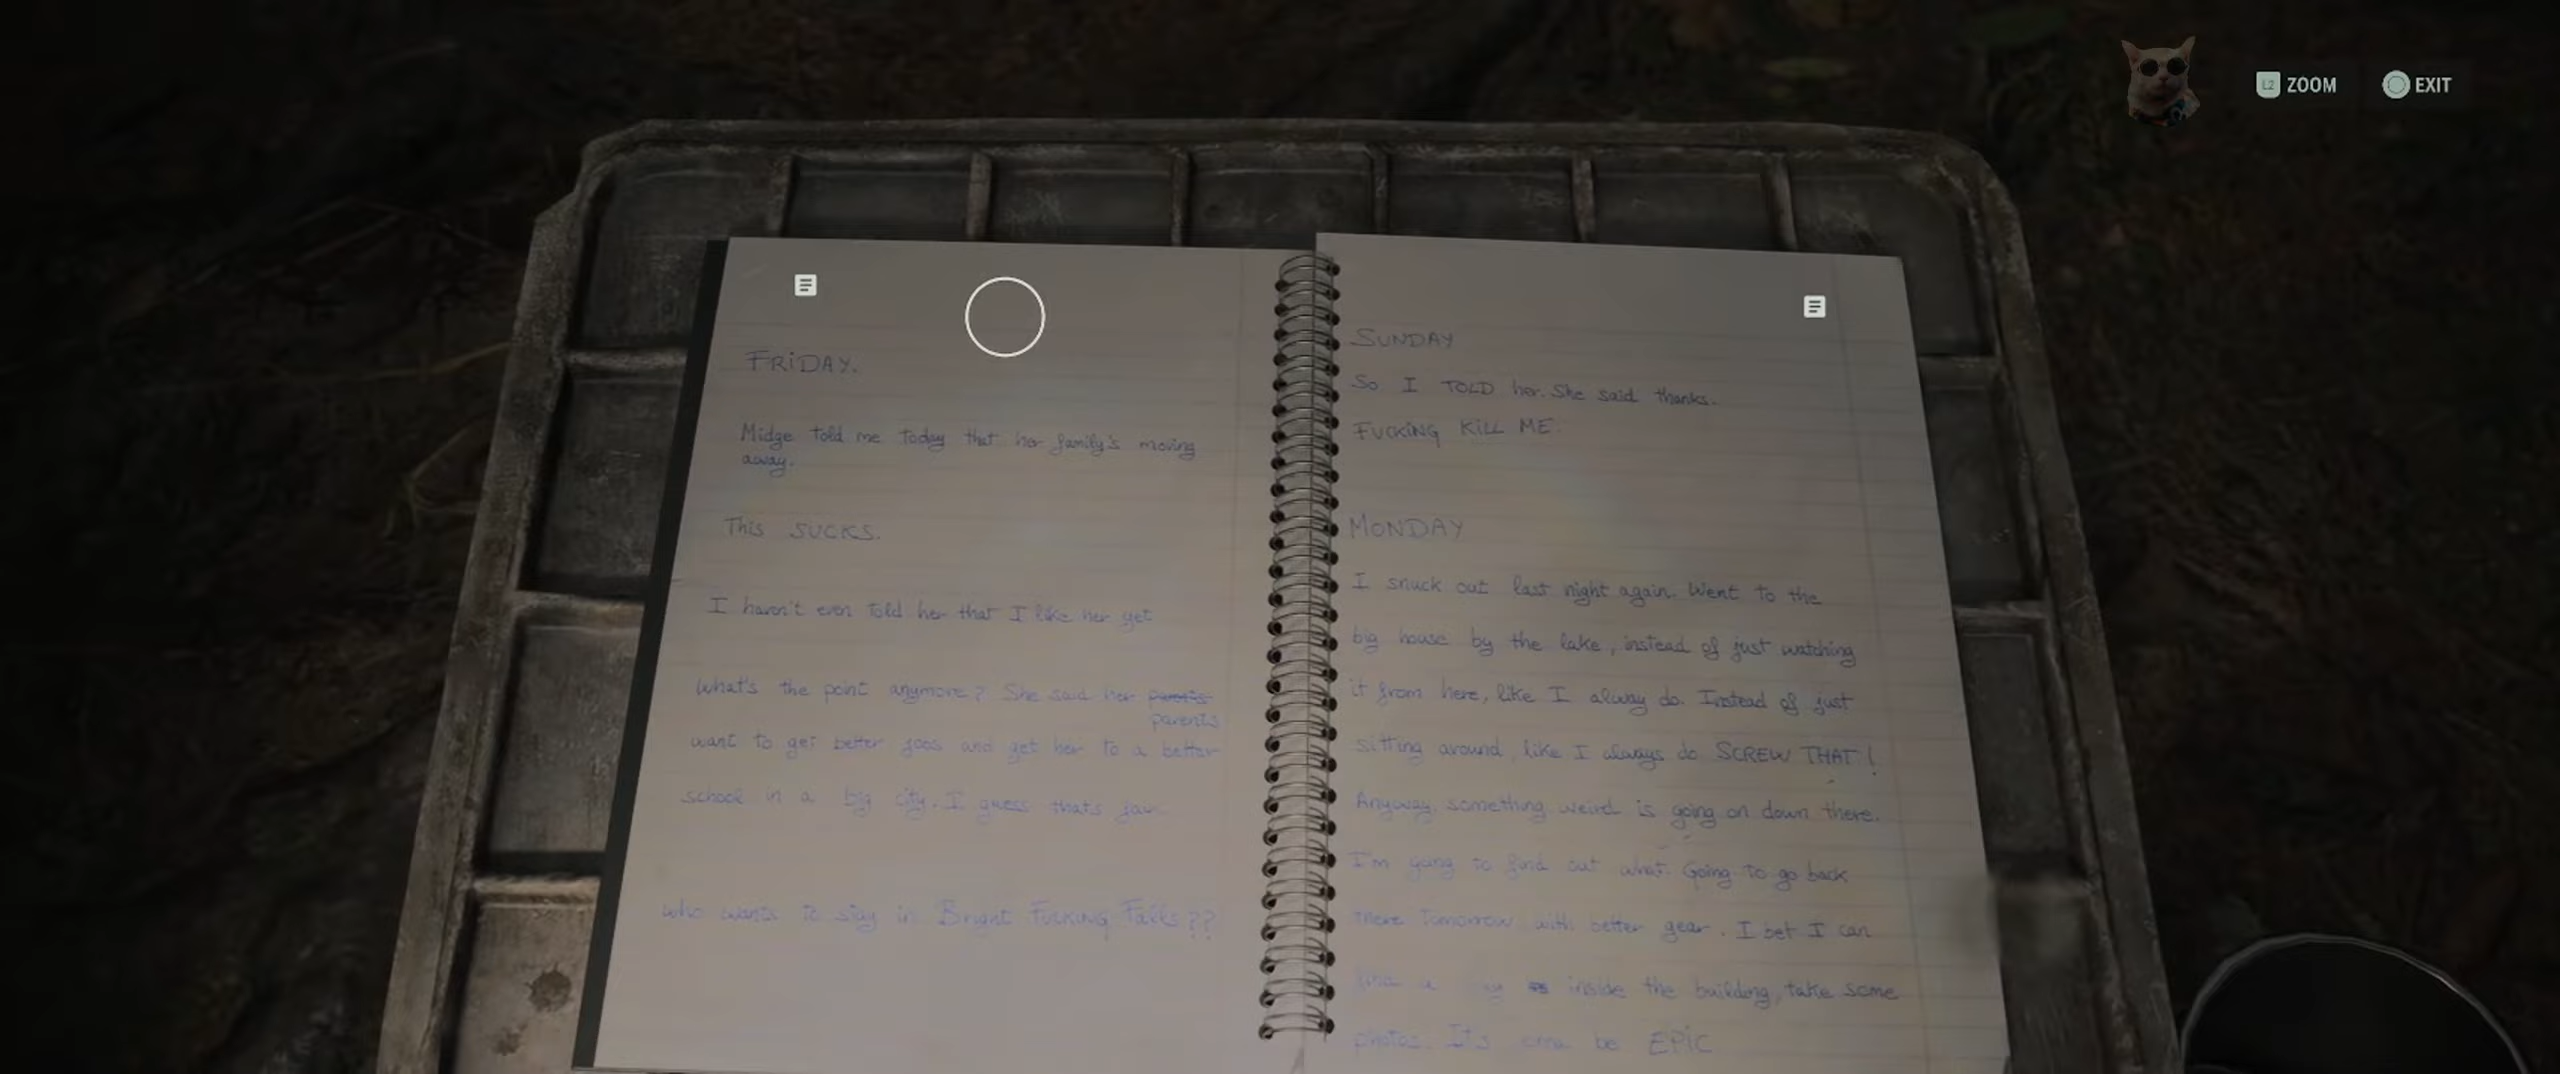 L2 ZOOM EXIT
FRiDAY.
Midge told me today that her family's moving
away.
This SUCKS.
I haven't even told her that I like her yet
What's the point anymore? She said her parents
parents
want to get better jobs and get her to a better
school in a big city. I guess thats fair
who wants to stay in Bright FUCKING Falls??
SUNDAY
So. I TOLD her. She said thanks.
FUCKING KiLL ME.
MONDAY
I snuck out last night again. Went to the
big house by the lake, instead of just watching
it from here, like I alway do. Instead of just
sitting around, like I always do. SCREW THAT!
Anyway, something weird is going on down there.
I'm going to find out what. Going to go back
there tomorrow with better gear. I bet I can
find a inside the building, take some
photos. It's be EPiC